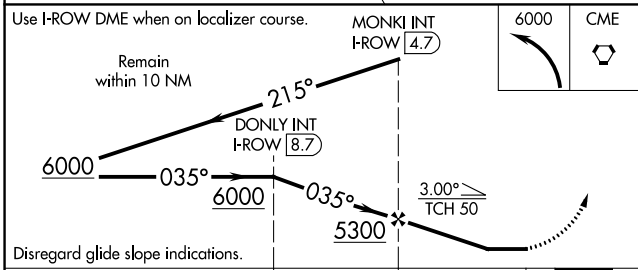 Use I-ROW DME when on localizer course.
MONKI INT
I-ROW 4.7
6000
CME
Remain
within 10 NM
215°
DONLY INT
I-ROW 8.7
6000
035°
6000
035°
5300
3.00°
TCH 50
Disregard glide slope indications.